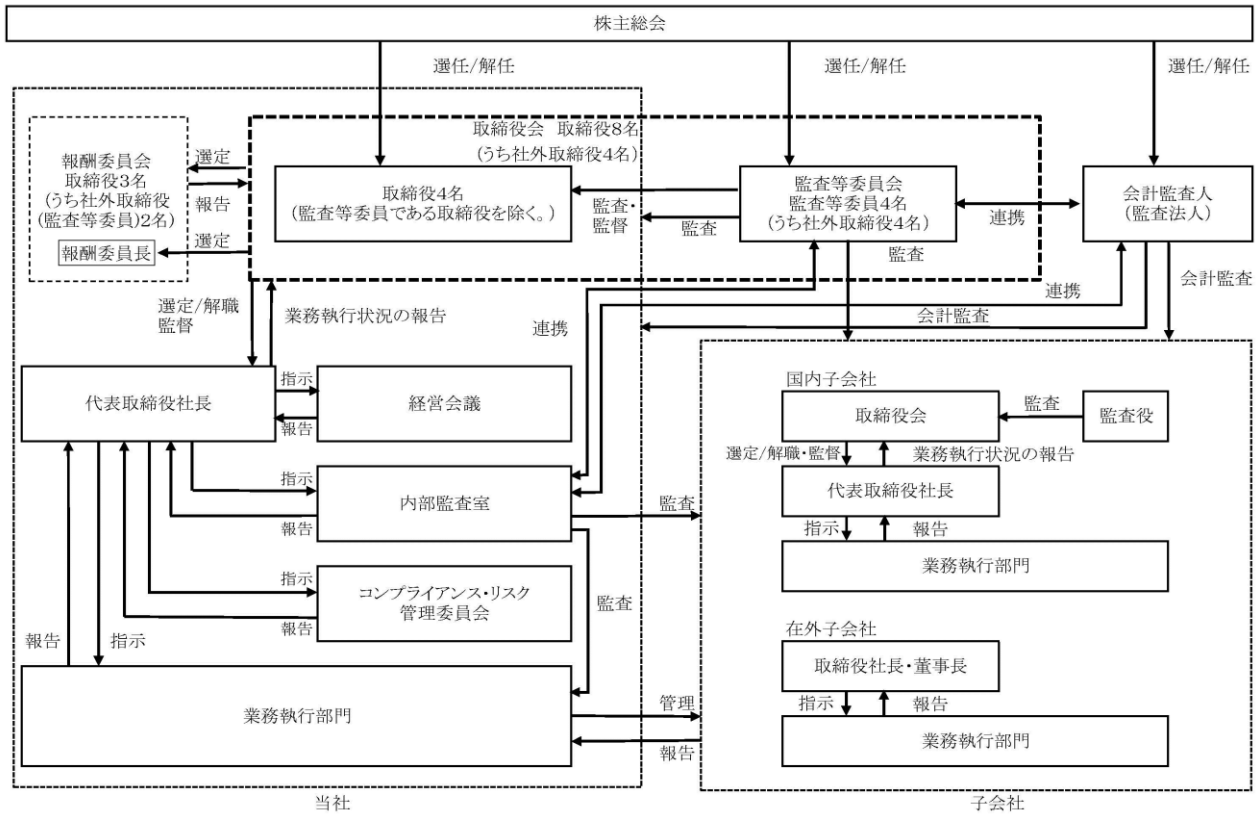 株主総会
選任/解任
選任/解任
選任/解任
取締役会 取締役8名
(うち社外取締役4名)
報酬委員会
取締役3名
(うち社外取締役
(監査等委員)2名)
報酬委員長
選定
報告
選定
取締役4名
(監査等委員である取締役を除く。)
監査・
監督
監査
監査等委員会
監査等委員4名
(うち社外取締役4名)
監査
連携
会計監査人
(監査法人)
会計監査
連携
会計監査
連携
選定/解職
監督
業務執行状況の報告
代表取締役社長
指示
報告
経営会議
指示
報告
内部監査室
監査
指示
報告
コンプライアンス・リスク
管理委員会
監査
報告
指示
業務執行部門
管理
報告
当社
国内子会社
取締役会
監査
監査役
選定/解職・監督
業務執行状況の報告
代表取締役社長
指示
報告
業務執行部門
在外子会社
取締役社長・董事長
指示
報告
業務執行部門
子会社